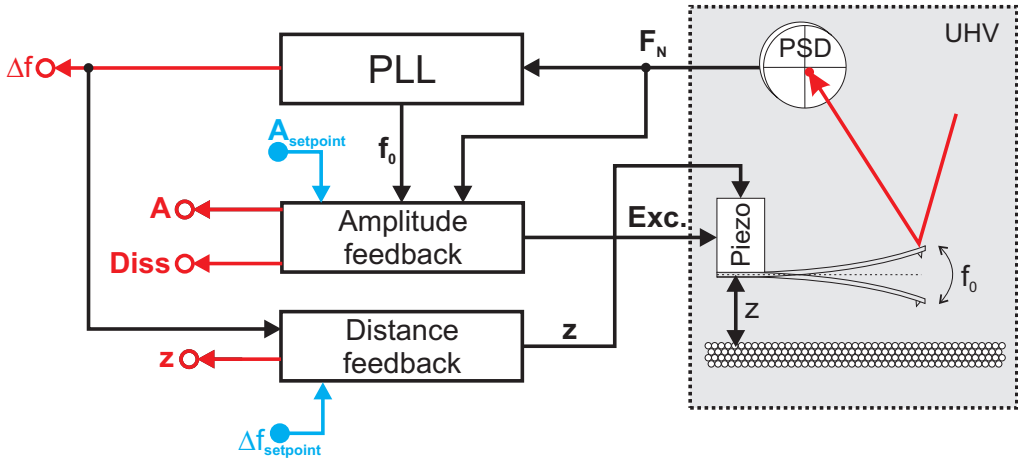 UHV
F_N
PSD
Δf
PLL
A_setpoint
f_0
A
Amplitude
feedback
Exc.
Piezo
Diss
f_0
z
Distance
feedback
z
z
Δf_setpoint